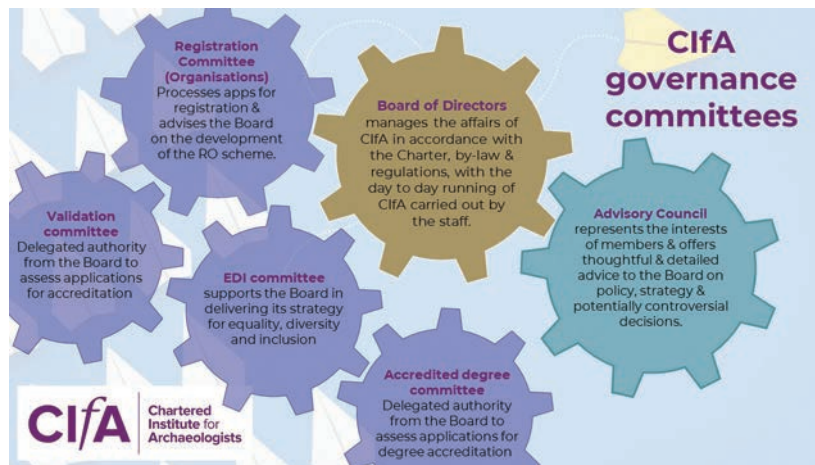 CIfA
governance
committees
Registration
Committee
(Organisations)
Processes apps for
registration &
advises the Board
on the development
of the RO scheme.
Board of Directors
manages the affairs of
CIfA in accordance with
the Charter, by-law &
regulations, with the
day to day running of
CIfA carried out by
the staff.
Advisory Council
represents the interests
of members & offers
thoughtful & detailed
advice to the Board on
policy, strategy &
potentially controversial
decisions.
Validation
committee
Delegated authority
from the Board to
assess applications
for accreditation
EDI committee
supports the Board in
delivering its strategy
for equality, diversity
and inclusion
Accredited degree
committee
Delegated authority
from the Board to
assess applications for
degree accreditation
CIfA
Chartered
Institute for
Archaeologists